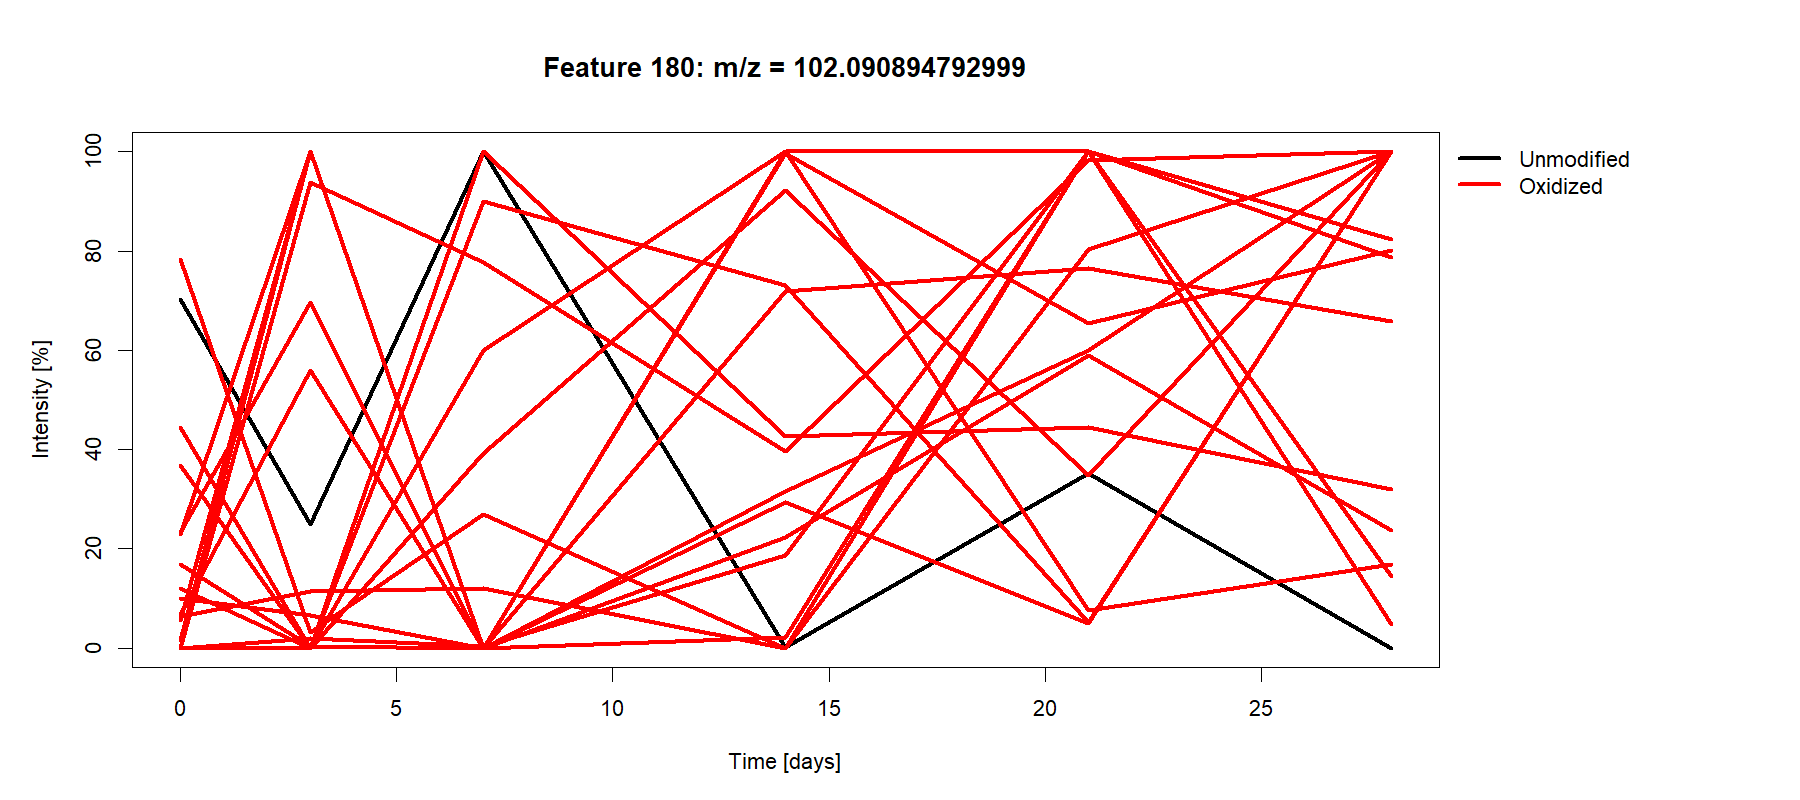 Feature 180: m/z = 102.090894792999
Unmodified
Oxidized
Intensity [%]
100
80
60
40
20
0
0 5 10 15 20 25
Time [days]